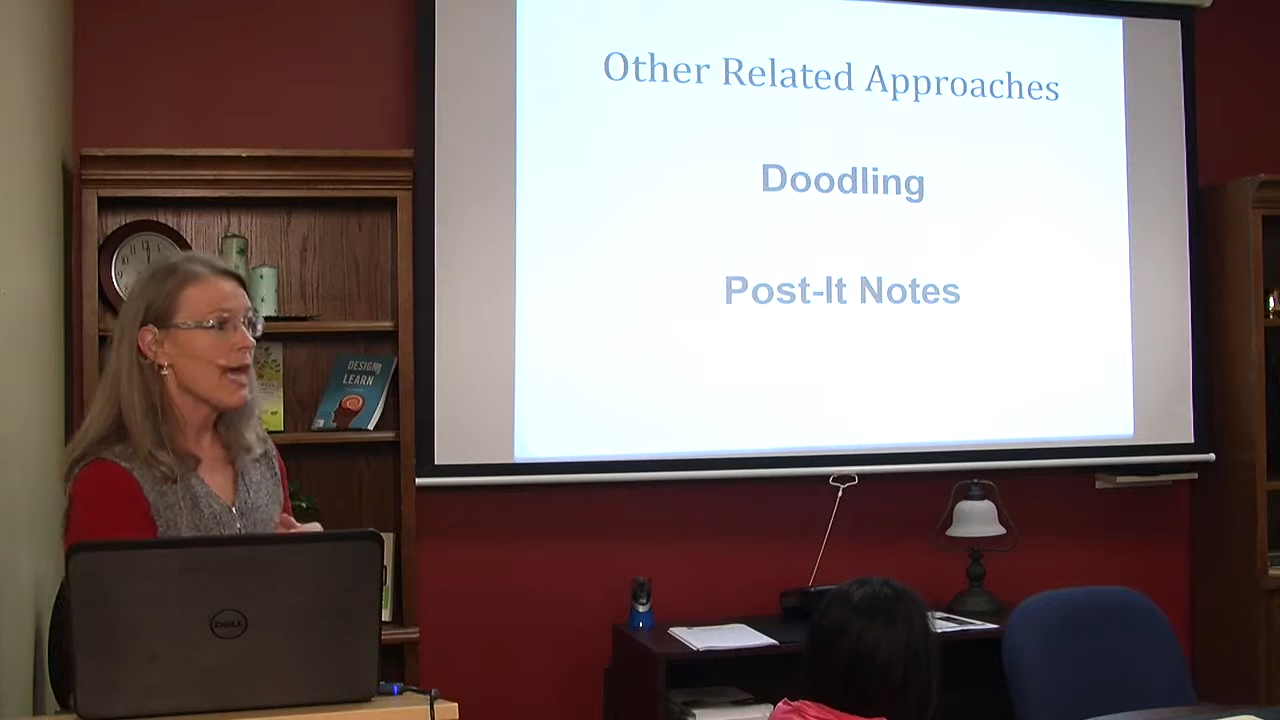 Other Related Approaches
Doodling
Post-It Notes
DESIGN
LEARN
DELL